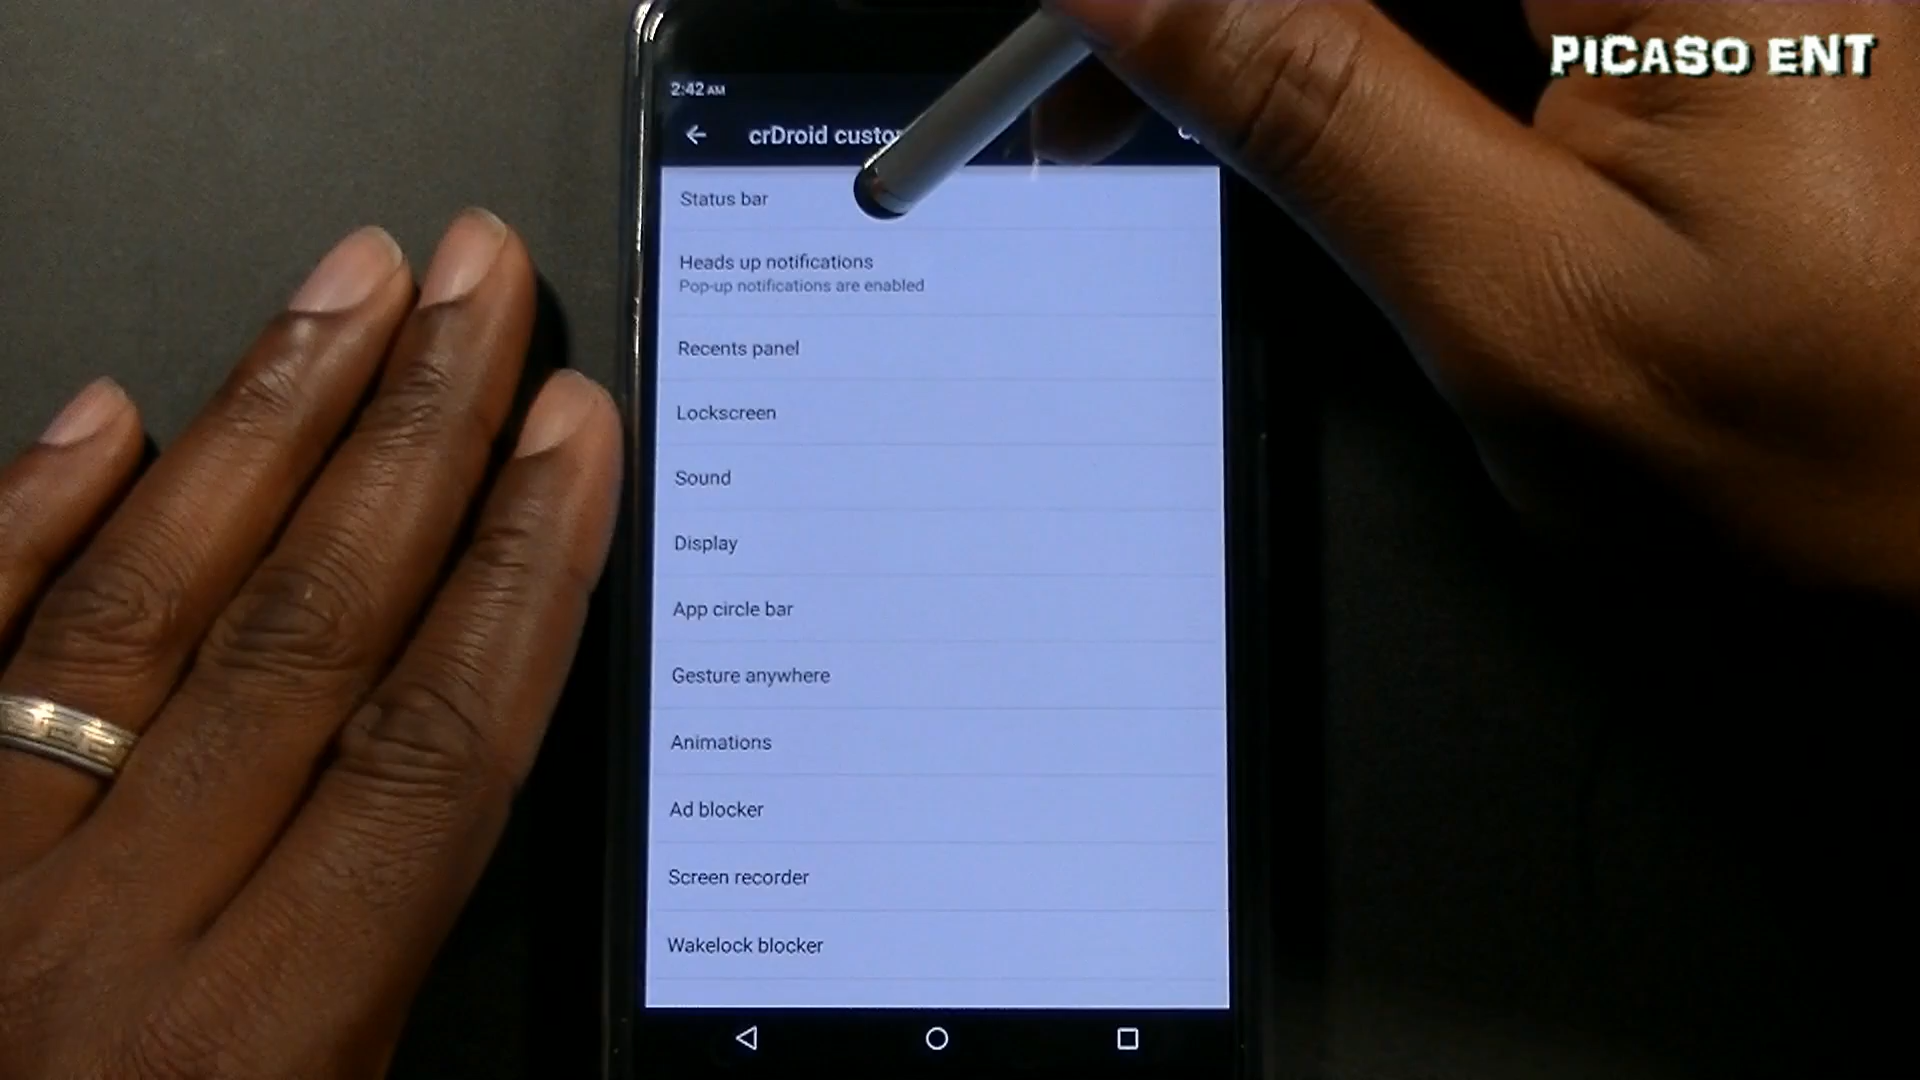 PICASO ENT
2:42 AM
crDroid
Status bar
Heads up notifications
Pop-up notifications are enabled
Recents panel
Lockscreen
Sound
Display
App circle bar
Gesture anywhere
Animations
Ad blocker
Screen recorder
Wakelock blocker